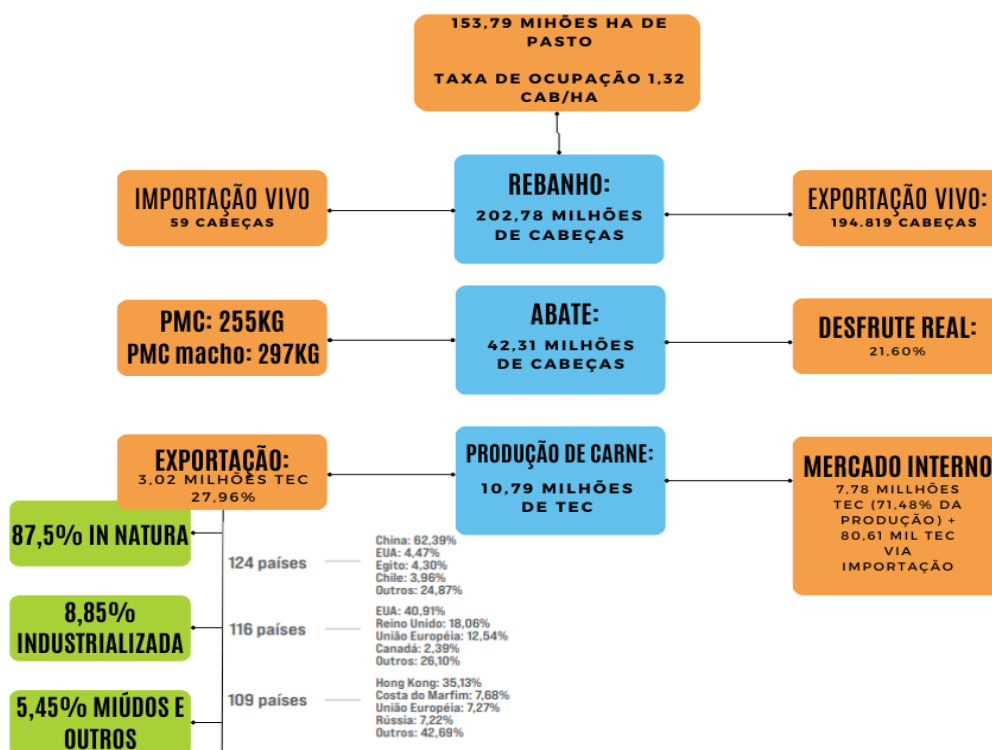 153,79 MIHÕES HA DE
PASTO
TAXA DE OCUPAÇÃO 1,32
CAB/HA
IMPORTAÇÃO VIVO
59 CABEÇAS
REBANHO:
202,78 MILHÕES
DE CABEÇAS
EXPORTAÇÃO VIVO:
194.819 CABEÇAS
PMC: 255KG
PMC macho: 297KG
ABATE:
42,31 MILHÕES
DE CABEÇAS
DESFRUTE REAL:
21,60%
EXPORTAÇÃO:
3,02 MILHÕES TEC
27,96%
PRODUÇÃO DE CARNE:
10,79 MILHÕES
DE TEC
MERCADO INTERNO
7,78 MILLHÕES
TEC (71,48% DA
PRODUÇÃO) +
80,61 MIL TEC
VIA
IMPORTAÇÃO
87,5% IN NATURA
124 países
China: 62,39%
EUA: 4,47%
Egito: 4,30%
Chile: 3,96%
Outros: 24,87%
8,85%
INDUSTRIALIZADA
116 países
EUA: 40,91%
Reino Unido: 18,06%
União Européia: 12,54%
Canadá: 2,39%
Outros: 26,10%
5,45% MIÚDOS E
OUTROS
109 países
Hong Kong: 35,13%
Costa do Marfim: 7,68%
União Européia: 7,27%
Rússia: 7,22%
Outros: 42,69%